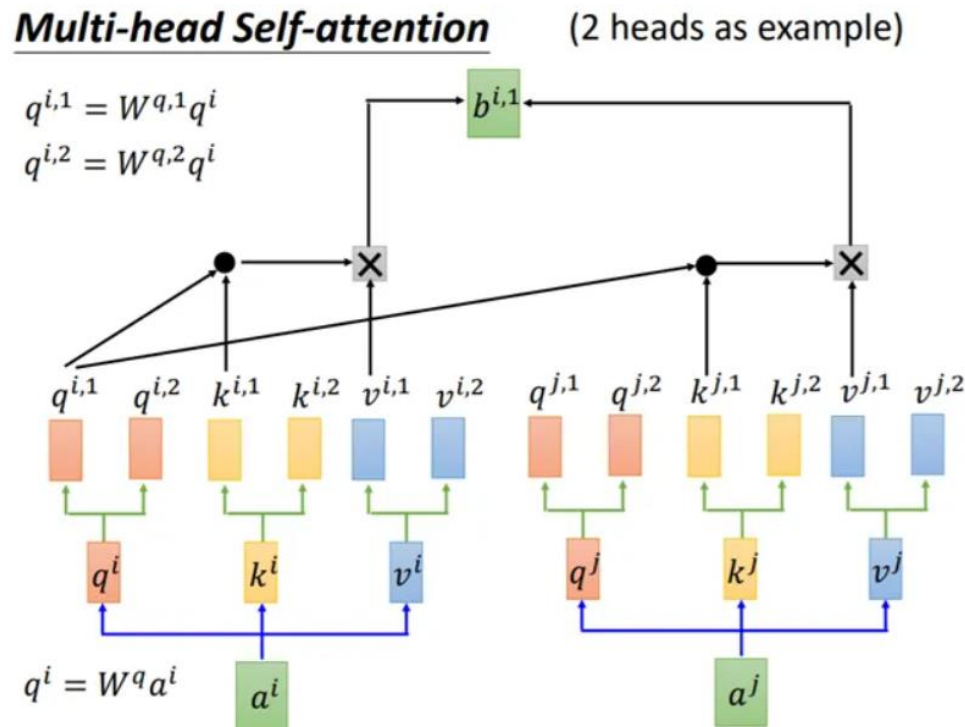 Multi-head Self-attention (2 heads as example)
q^{i,1} = W^{q,1}q^i
b^{i,1}
q^{i,2} = W^{q,2}q^i
q^{i,1} q^{i,2} k^{i,1} k^{i,2} v^{i,1} v^{i,2} q^{j,1} q^{j,2} k^{j,1} k^{j,2} v^{j,1} v^{j,2}
q^i k^i v^i q^j k^j v^j
q^i = W^q a^i
a^i a^j